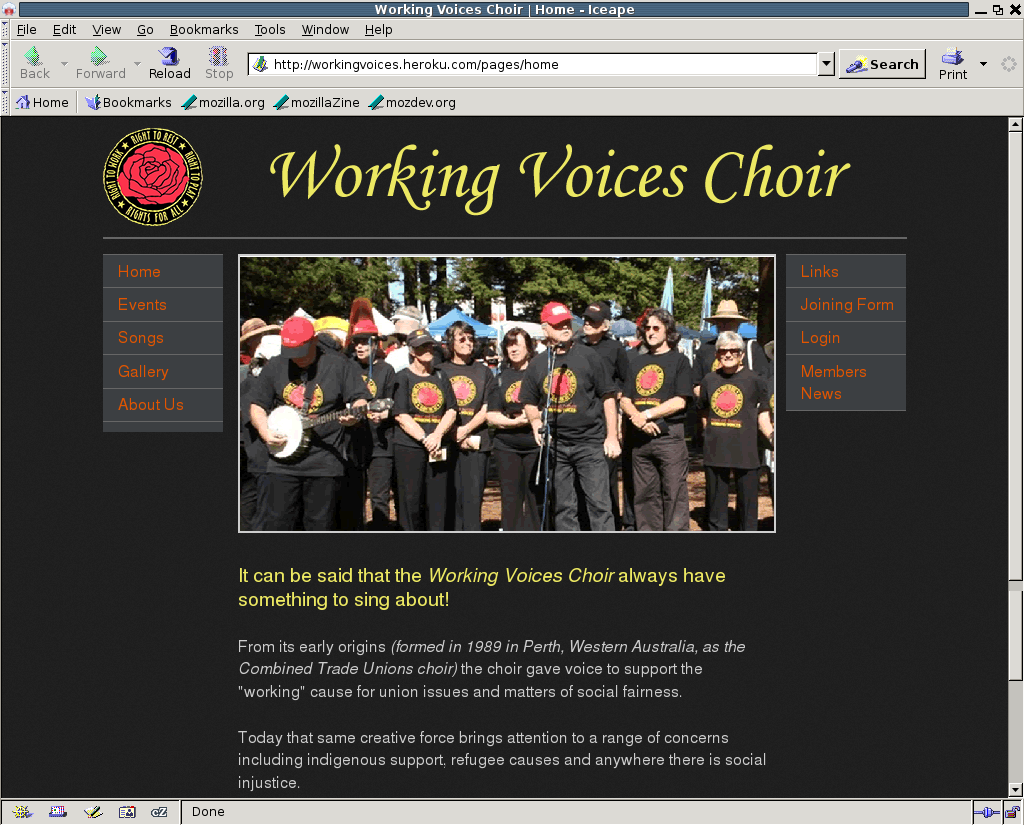 Working Voices Choir | Home - Iceape
File Edit View Go Bookmarks Tools Window Help
Back Forward Reload Stop http://workingvoices.heroku.com/pages/home Search Print
Home Bookmarks mozilla.org mozillaZine mozdev.org
RIGHT TO WORK RIGHT TO REST RIGHT TO PLAY
RIGHTS FOR ALL
Working Voices Choir
Home
Events
Songs
Gallery
About Us
Links
Joining Form
Login
Members
News
It can be said that the Working Voices Choir always have
something to sing about!
From its early origins (formed in 1989 in Perth, Western Australia, as the
Combined Trade Unions choir) the choir gave voice to support the
"working" cause for union issues and matters of social fairness.
Today that same creative force brings attention to a range of concerns
including indigenous support, refugee causes and anywhere there is social
injustice.
cZ Done